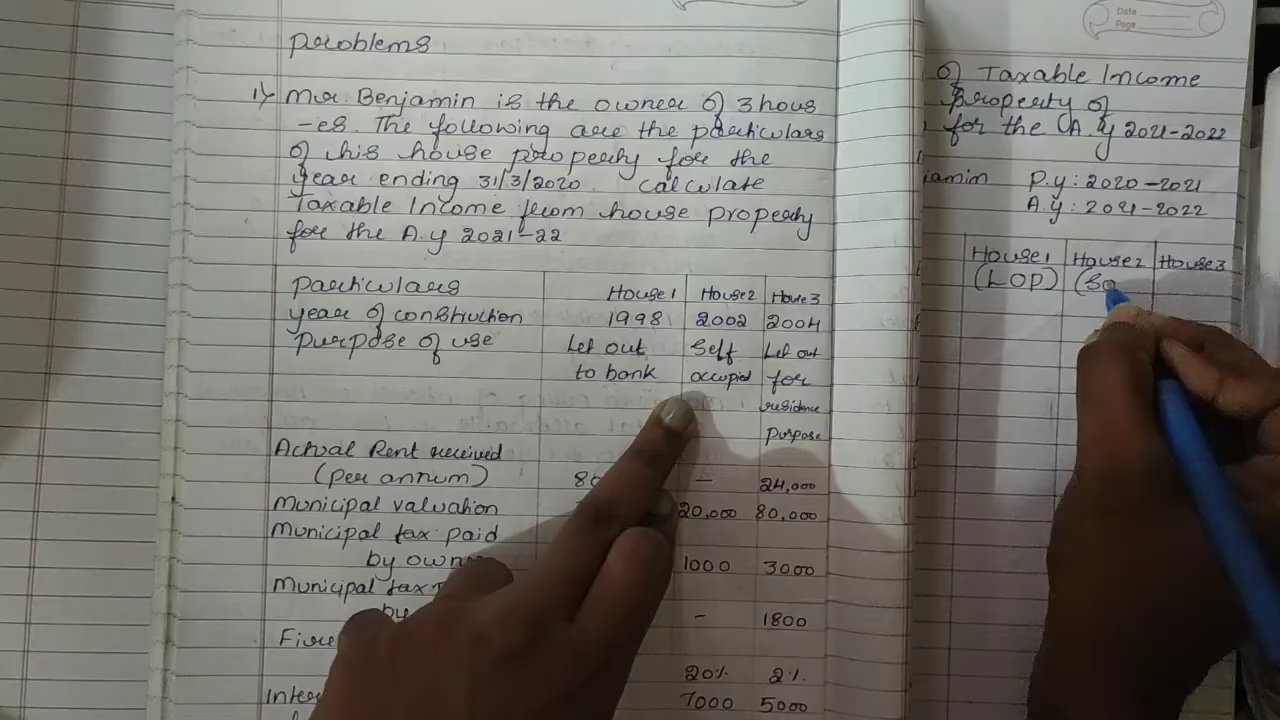 Problems
1) Mr. Benjamin is the owner of 3 hous
-es. The following are the particulars
of his house property for the
year ending 31/3/2020. calculate
Taxable Income from house property
for the A.y 2021-22
Particulars House1 House2 House3
year of construction 1998 2002 2004
Purpose of use Let out Self Let out
to bank occupied for
residence
purpose
Actual Rent received
(per annum) - 24,000
Municipal valuation 20,000 80,000
Municipal tax paid
by 1000 3000
Municipal tax
- 1800
20% 2%
7000 5000
Date
Page
of Taxable Income
Property of
for the A.y 2021-2022
P.y : 2020-2021
A.y : 2021-2022
House1 House2 House3
(LOP) (So